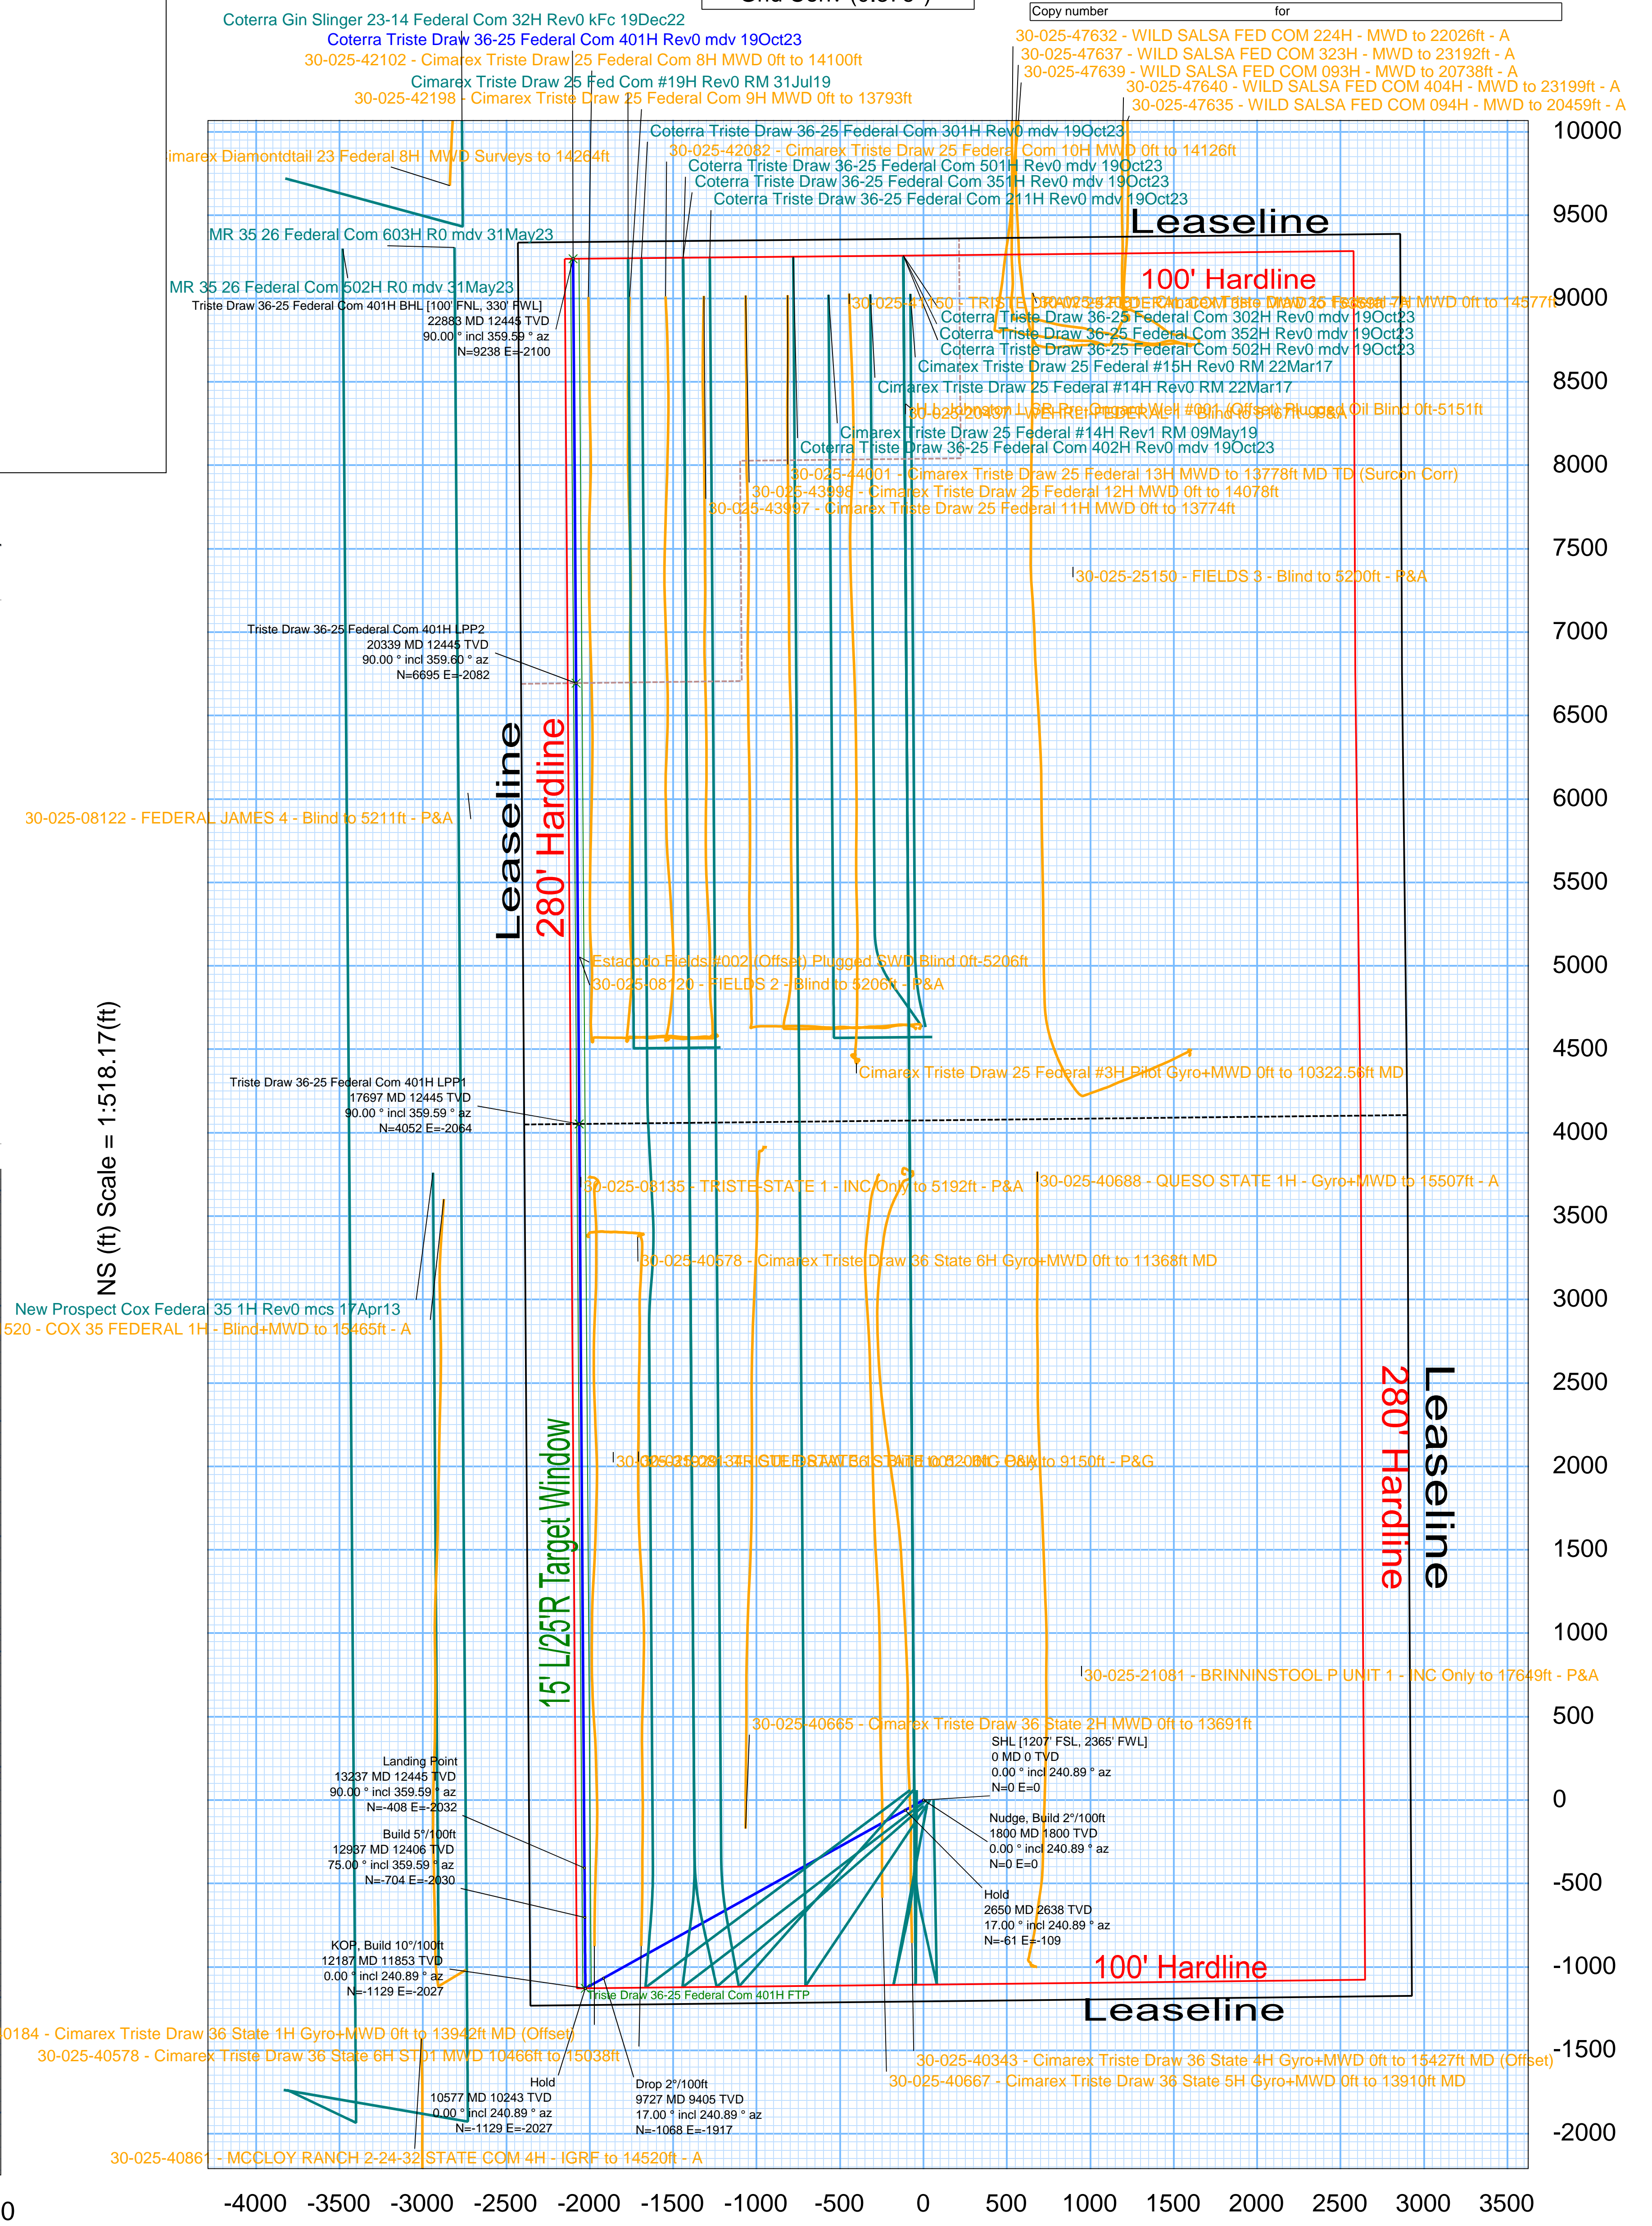 Copy number for
Coterra Gin Slinger 23-14 Federal Com 32H Rev0 kFc 19Dec22
Coterra Triste Draw 36-25 Federal Com 401H Rev0 mdv 19Oct23
30-025-42102 - Cimarex Triste Draw 25 Federal Com 8H MWD 0ft to 14100ft
Cimarex Triste Draw 25 Fed Com #19H Rev0 RM 31Jul19
30-025-42198 - Cimarex Triste Draw 25 Federal Com 9H MWD 0ft to 13793ft
30-025-47632 - WILD SALSA FED COM 224H - MWD to 22026ft - A
30-025-47637 - WILD SALSA FED COM 323H - MWD to 23192ft - A
30-025-47639 - WILD SALSA FED COM 093H - MWD to 20738ft - A
30-025-47640 - WILD SALSA FED COM 404H - MWD to 23199ft - A
30-025-47635 - WILD SALSA FED COM 094H - MWD to 20459ft - A
Coterra Triste Draw 36-25 Federal Com 301H Rev0 mdv 19Oct23
30-025-42082 - Cimarex Triste Draw 25 Federal Com 10H MWD 0ft to 14126ft
Coterra Triste Draw 36-25 Federal Com 501H Rev0 mdv 19Oct23
Coterra Triste Draw 36-25 Federal Com 351H Rev0 mdv 19Oct23
Coterra Triste Draw 36-25 Federal Com 211H Rev0 mdv 19Oct23
Diamondtail 23 Federal 8H MWD Surveys to 14264ft
MR 35 26 Federal Com 603H R0 mdv 31May23
MR 35 26 Federal Com 502H R0 mdv 31May23
Leaseline
100' Hardline
Triste Draw 36-25 Federal Com 401H BHL [100' FNL, 330' FWL]
22883 MD 12445 TVD
90.00 ° incl 359.59 ° az
N=9238 E=-2100
Coterra Triste Draw 36-25 Federal Com 302H Rev0 mdv 19Oct23
Coterra Triste Draw 36-25 Federal Com 352H Rev0 mdv 19Oct23
Coterra Triste Draw 36-25 Federal Com 502H Rev0 mdv 19Oct23
Cimarex Triste Draw 25 Federal #15H Rev0 RM 22Mar17
Cimarex Triste Draw 25 Federal #14H Rev0 RM 22Mar17
Cimarex Triste Draw 25 Federal #14H Rev1 RM 09May19
Coterra Triste Draw 36-25 Federal Com 402H Rev0 mdv 19Oct23
30-025-44001 - Cimarex Triste Draw 25 Federal 13H MWD to 13778ft MD TD (Surcon Corr)
30-025-43998 - Cimarex Triste Draw 25 Federal 12H MWD 0ft to 14078ft
30-025-43997 - Cimarex Triste Draw 25 Federal 11H MWD 0ft to 13774ft
30-025-25150 - FIELDS 3 - Blind to 5200ft - P&A
Triste Draw 36-25 Federal Com 401H LPP2
20339 MD 12445 TVD
90.00 ° incl 359.60 ° az
N=6695 E=-2082
Leaseline
280' Hardline
30-025-08122 - FEDERAL JAMES 4 - Blind to 5211ft - P&A
Estacodo Fields #002 (Offset) Plugged SWD Blind 0ft-5206ft
30-025-08120 - FIELDS 2 - Blind to 5206ft - P&A
Cimarex Triste Draw 25 Federal #3H Pilot Gyro+MWD 0ft to 10322.56ft MD
Triste Draw 36-25 Federal Com 401H LPP1
17697 MD 12445 TVD
90.00 ° incl 359.59 ° az
N=4052 E=-2064
NS (ft) Scale = 1:518.17(ft)
30-025-08135 - TRISTE-STATE 1 - INC Only to 5192ft - P&A
30-025-40688 - QUESO STATE 1H - Gyro+MWD to 15507ft - A
30-025-40578 - Cimarex Triste Draw 36 State 6H Gyro+MWD 0ft to 11368ft MD
New Prospect Cox Federal 35 1H Rev0 mcs 17Apr13
520 - COX 35 FEDERAL 1H - Blind+MWD to 15465ft - A
15' L/25'R Target Window
280' Hardline
Leaseline
30-025-21081 - BRINNINSTOOL P UNIT 1 - INC Only to 17649ft - P&A
30-025-40665 - Cimarex Triste Draw 36 State 2H MWD 0ft to 13691ft
SHL [1207' FSL, 2365' FWL]
0 MD 0 TVD
0.00 ° incl 240.89 ° az
N=0 E=0
Nudge, Build 2°/100ft
1800 MD 1800 TVD
0.00 ° incl 240.89 ° az
N=0 E=0
Hold
2650 MD 2638 TVD
17.00 ° incl 240.89 ° az
N=-61 E=-109
Landing Point
13237 MD 12445 TVD
90.00 ° incl 359.59 ° az
N=-408 E=-2032
Build 5°/100ft
12937 MD 12406 TVD
75.00 ° incl 359.59 ° az
N=-704 E=-2030
KOP, Build 10°/100ft
12187 MD 11853 TVD
0.00 ° incl 240.89 ° az
N=-1129 E=-2027
100' Hardline
Leaseline
Triste Draw 36-25 Federal Com 401H FTP
0184 - Cimarex Triste Draw 36 State 1H Gyro+MWD 0ft to 13942ft MD (Offset)
30-025-40578 - Cimarex Triste Draw 36 State 6H ST01 MWD 10466ft to 15038ft
30-025-40343 - Cimarex Triste Draw 36 State 4H Gyro+MWD 0ft to 15427ft MD (Offset)
30-025-40667 - Cimarex Triste Draw 36 State 5H Gyro+MWD 0ft to 13910ft MD
Hold
10577 MD 10243 TVD
0.00 ° incl 240.89 ° az
N=-1129 E=-2027
Drop 2°/100ft
9727 MD 9405 TVD
17.00 ° incl 240.89 ° az
N=-1068 E=-1917
30-025-40861 - MCCLOY RANCH 2-24-32 STATE COM 4H - IGRF to 14520ft - A
10000
9500
9000
8500
8000
7500
7000
6500
6000
5500
5000
4500
4000
3500
3000
2500
2000
1500
1000
500
0
-500
-1000
-1500
-2000
-4000 -3500 -3000 -2500 -2000 -1500 -1000 -500 0 500 1000 1500 2000 2500 3000 3500
0